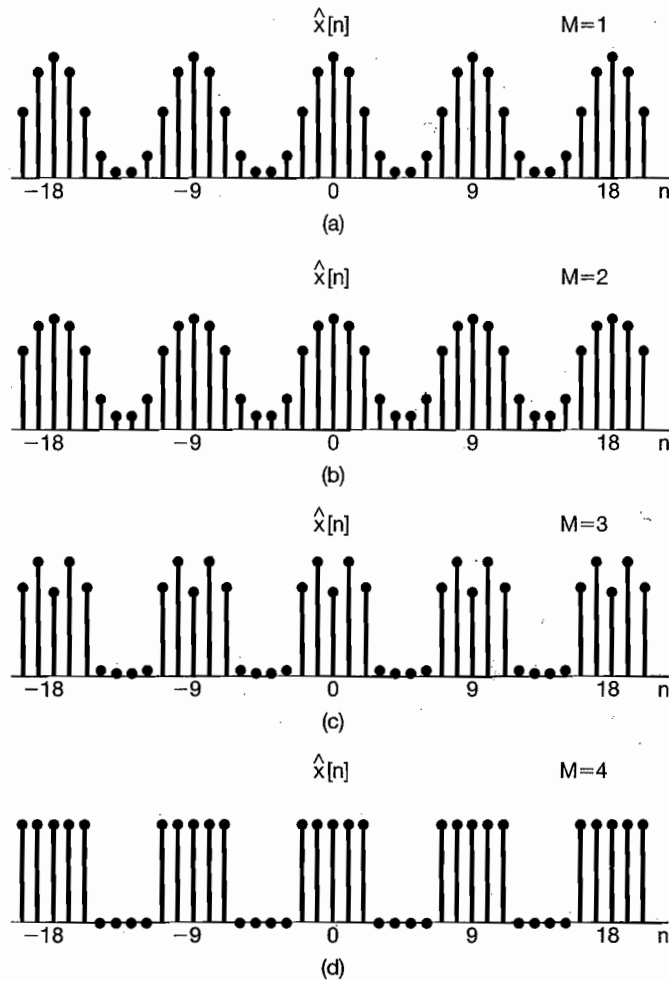 x̂[n] M=1
−18 −9 0 9 18 n
(a)
x̂[n] M=2
−18 −9 0 9 18 n
(b)
x̂[n] M=3
−18 −9 0 9 18 n
(c)
x̂[n] M=4
−18 −9 0 9 18 n
(d)